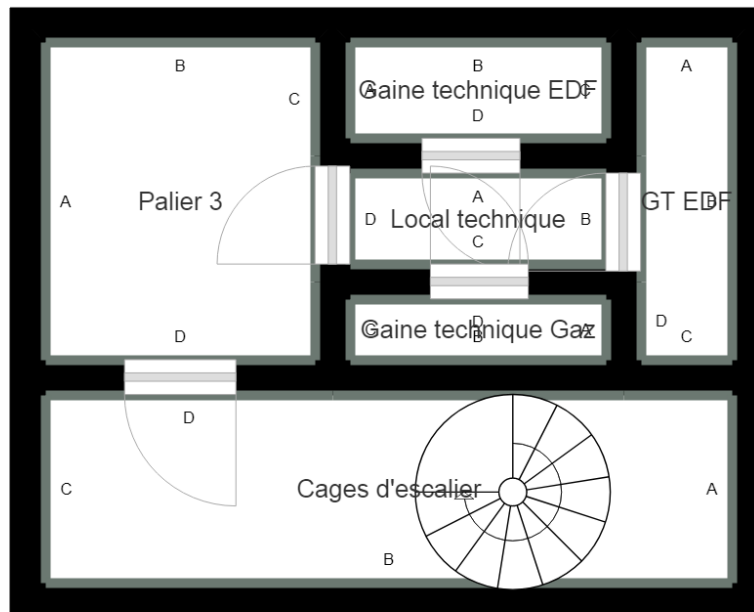 B
C
A
Palier 3
D
B
A
Gaine technique EDF
C
D
A
D
Local technique
B
C
D
C
Gaine technique Gaz
A
B
A
GT EDF
B
D
C
D
C
Cages d'escalier
A
B